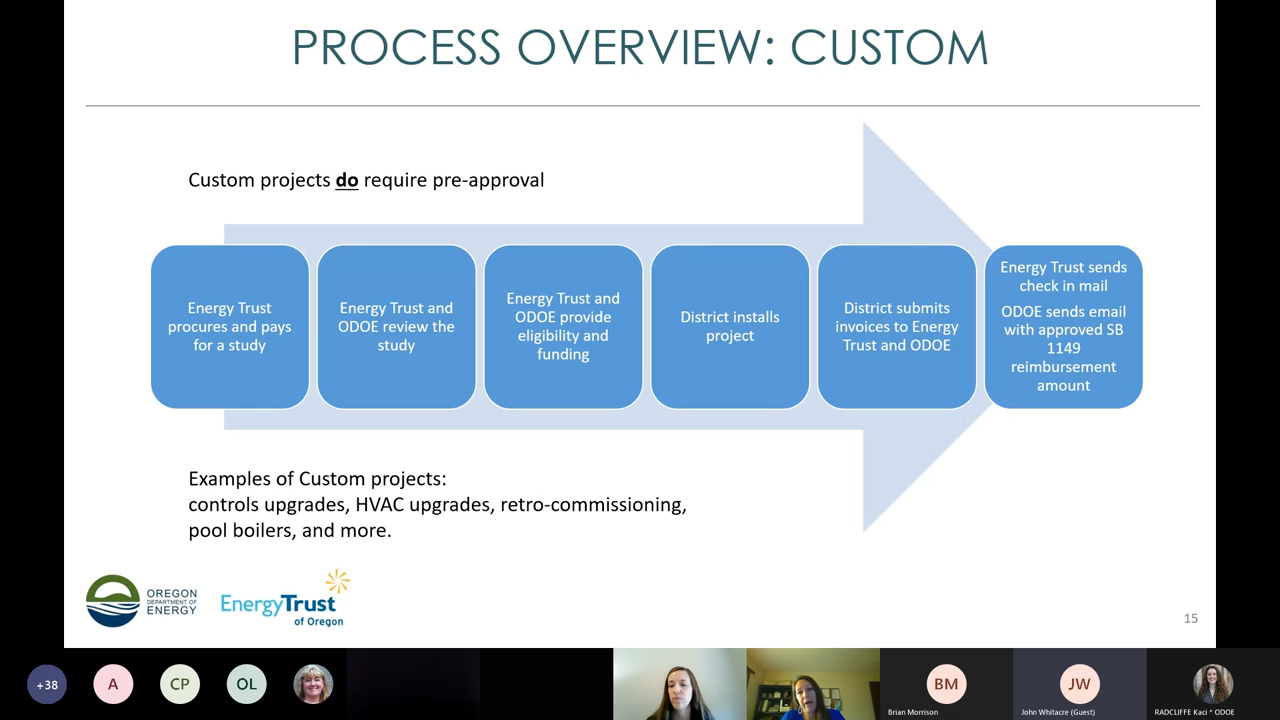 PROCESS OVERVIEW: CUSTOM
Custom projects do require pre-approval
Energy Trust
procures and pays
for a study
Energy Trust and
ODOE review the
study
Energy Trust and
ODOE provide
eligibility and
funding
District installs
project
District submits
invoices to Energy
Trust and ODOE
Energy Trust sends
check in mail
ODOE sends email
with approved SB
1149
reimbursement
amount
Examples of Custom projects:
controls upgrades, HVAC upgrades, retro-commissioning,
pool boilers, and more.
OREGON
DEPARTMENT OF
ENERGY
EnergyTrust
of Oregon
15
+38
A
CP
OL
BM
JW
Brian Morrison
John Whitacre (Guest)
RADCLIFFE Kaci * ODOE